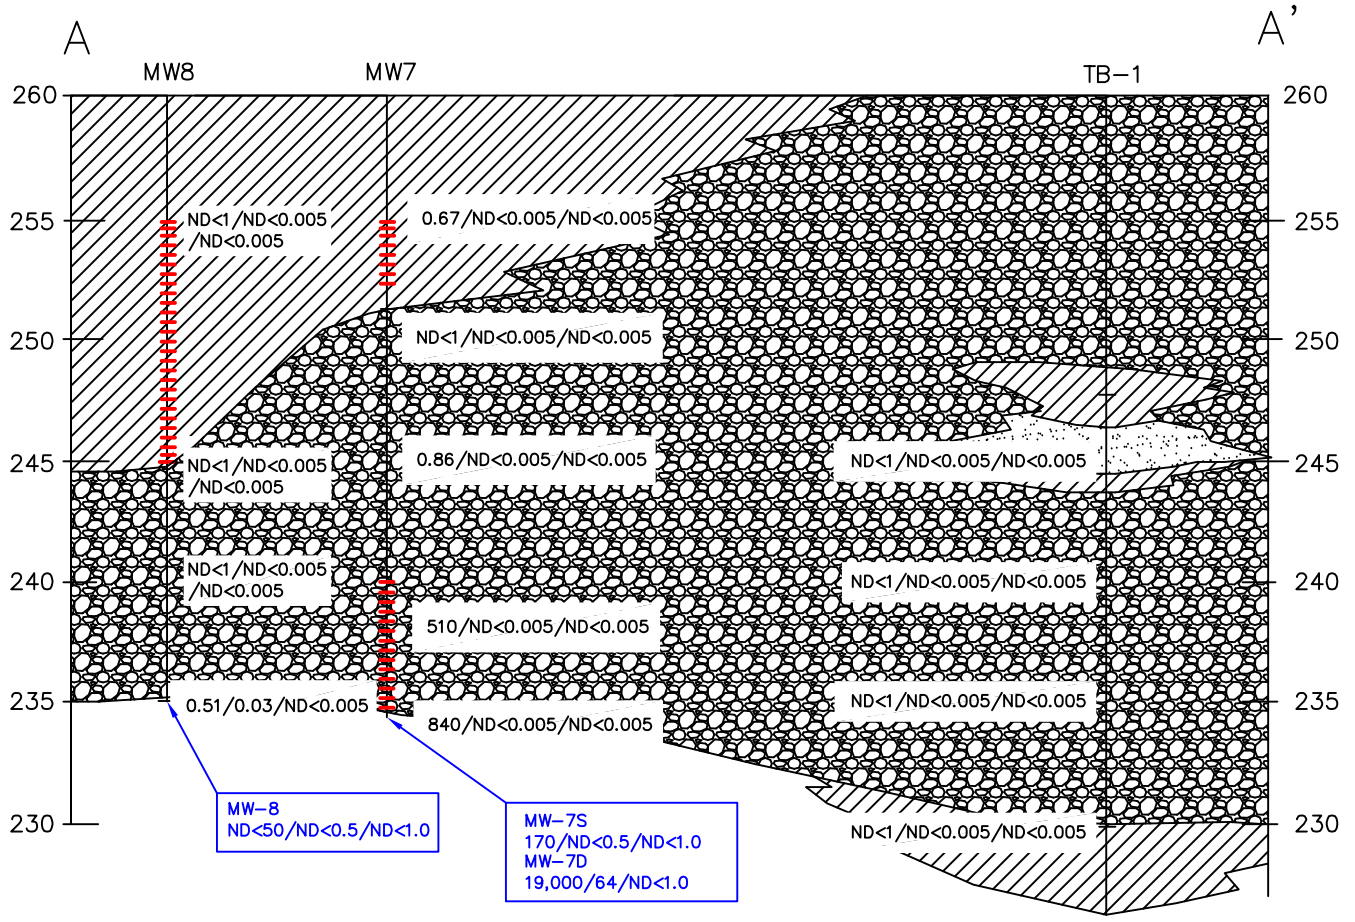 A
A'
MW8
MW7
TB-1
260
260
ND<1/ND<0.005
/ND<0.005
0.67/ND<0.005/ND<0.005
255
255
250
ND<1/ND<0.005/ND<0.005
250
245
ND<1/ND<0.005
/ND<0.005
0.86/ND<0.005/ND<0.005
ND<1/ND<0.005/ND<0.005
245
240
ND<1/ND<0.005
/ND<0.005
ND<1/ND<0.005/ND<0.005
240
510/ND<0.005/ND<0.005
235
0.51/0.03/ND<0.005
840/ND<0.005/ND<0.005
ND<1/ND<0.005/ND<0.005
235
230
MW-8
ND<50/ND<0.5/ND<1.0
MW-7S
170/ND<0.5/ND<1.0
MW-7D
19,000/64/ND<1.0
ND<1/ND<0.005/ND<0.005
230